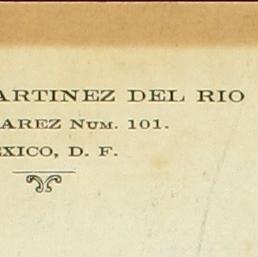 ARTINEZ DEL RIO
AREZ NUM. 101.
EXICO, D. F.